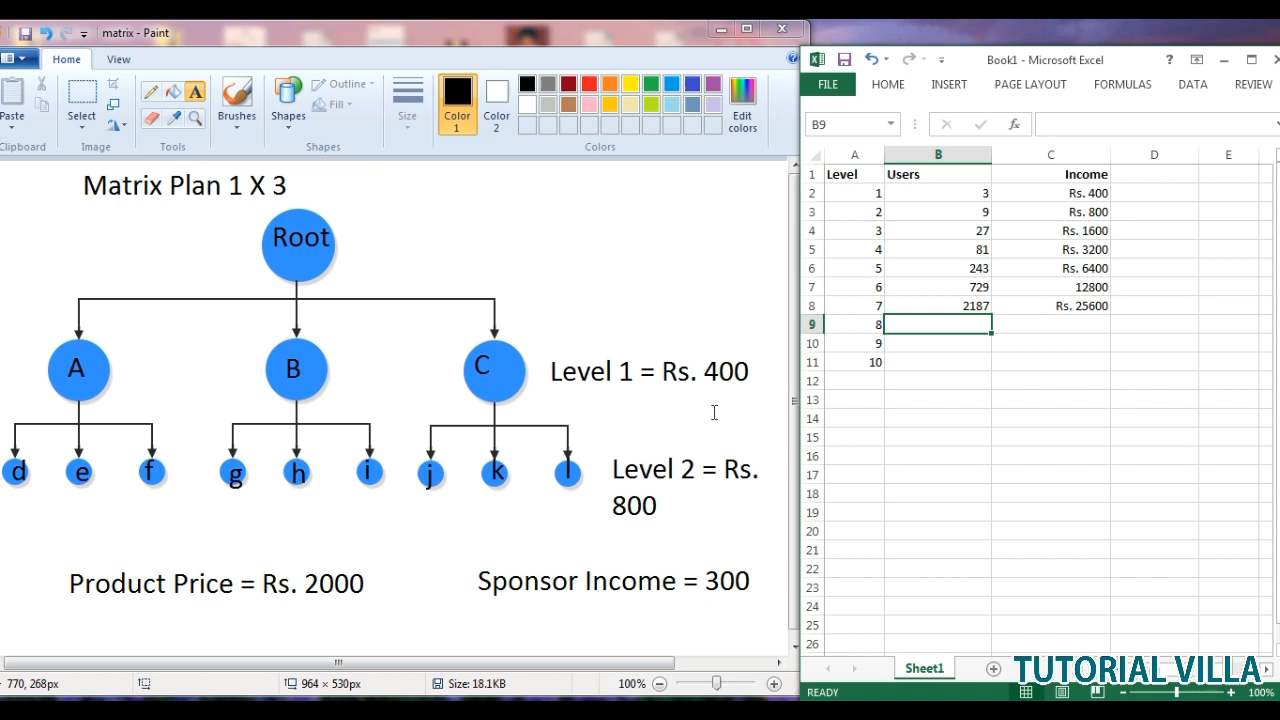 matrix - Paint
Home
View
Paste
Clipboard
Select
Image
Tools
Brushes
Shapes
Outline
Fill
Shapes
Size
Color
1
Color
2
Edit
colors
Colors
Matrix Plan 1 X 3
Root
A
B
C
Level 1 = Rs. 400
d e f g h i j k l
Level 2 = Rs.
800
Product Price = Rs. 2000
Sponsor Income = 300
770, 268px
964 × 530px
Size: 18.1KB
100%
Book1 - Microsoft Excel
?
FILE HOME INSERT PAGE LAYOUT FORMULAS DATA REVIEW
B9
fx
A B C D E
1 Level Users Income
2 1 3 Rs. 400
3 2 9 Rs. 800
4 3 27 Rs. 1600
5 4 81 Rs. 3200
6 5 243 Rs. 6400
7 6 729 12800
8 7 2187 Rs. 25600
9 8
10 9
11 10
12
13
14
15
16
17
18
19
20
21
22
23
24
25
26
Sheet1
TUTORIAL VILLA
READY
100%